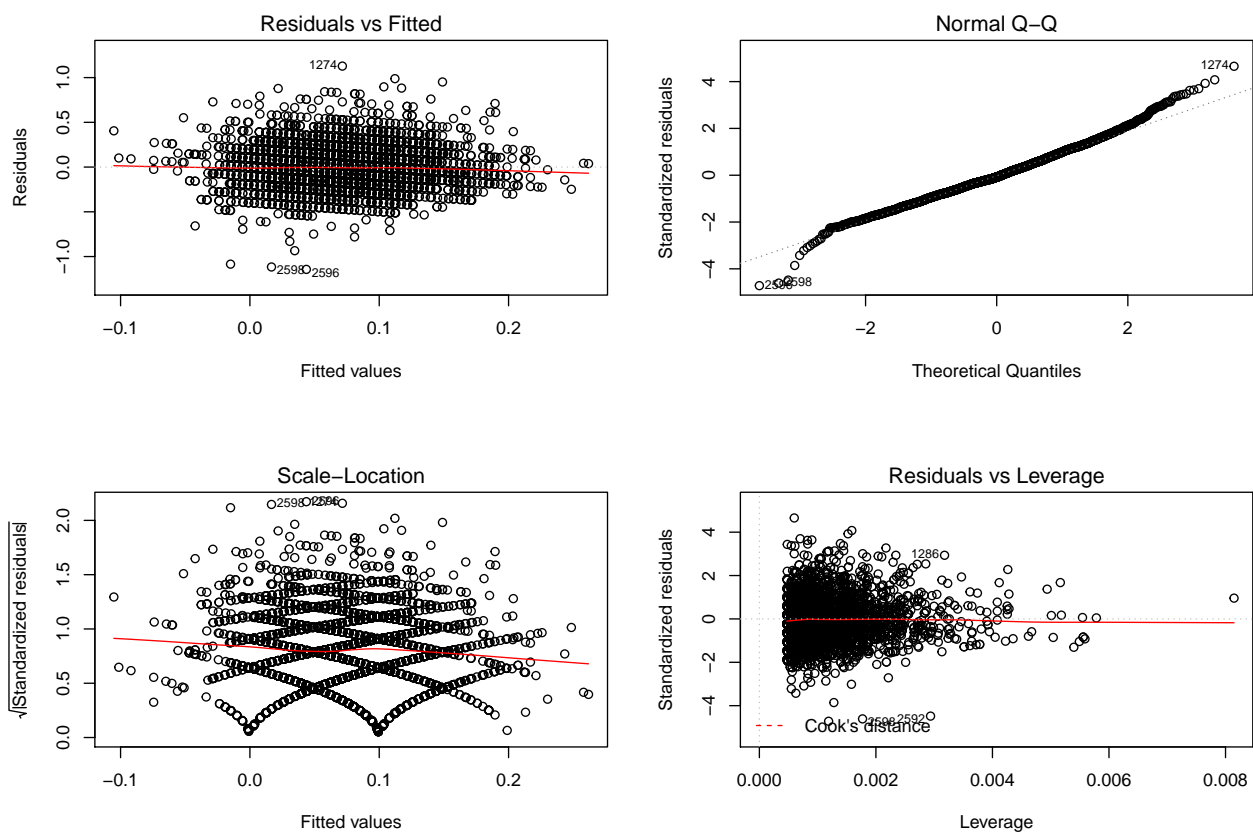 Residuals vs Fitted
Residuals
1.0
0.5
0.0
−1.0
1274
2598
2596
−0.1 0.0 0.1 0.2
Fitted values
Normal Q−Q
Standardized residuals
4
2
0
−2
−4
1274
2598
−2 0 2
Theoretical Quantiles
Scale−Location
√|Standardized residuals|
2.0
1.5
1.0
0.5
0.0
2598
−0.1 0.0 0.1 0.2
Fitted values
Residuals vs Leverage
Standardized residuals
4
2
0
−2
−4
1286
2598
2592
Cook's distance
0.000 0.002 0.004 0.006 0.008
Leverage